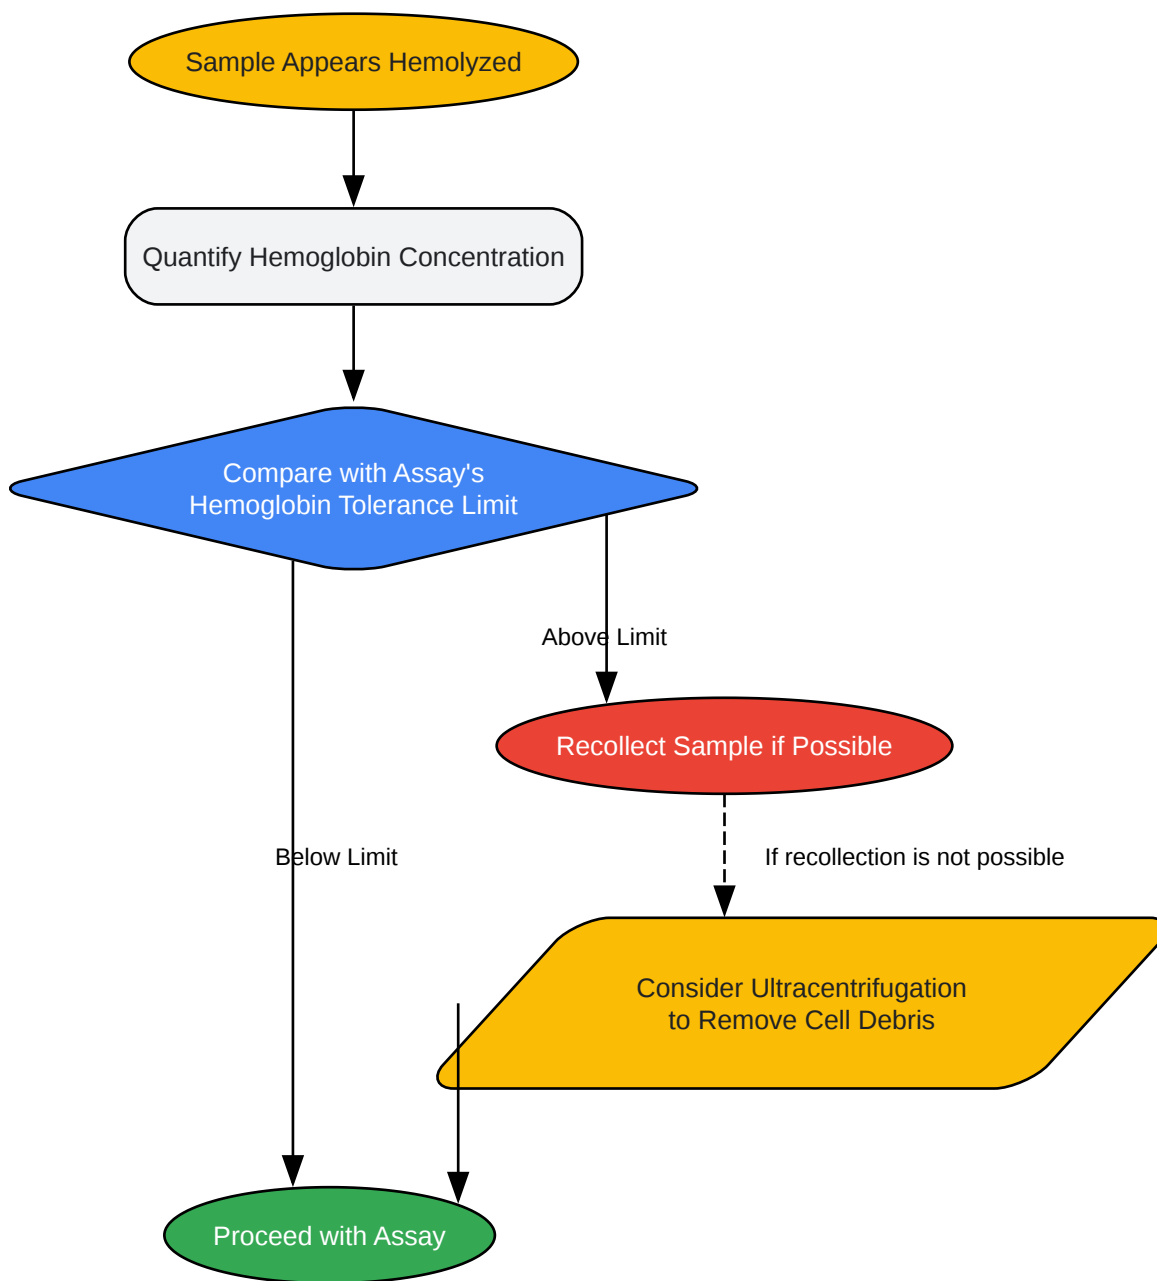 Sample Appears Hemolyzed
Quantify Hemoglobin Concentration
Compare with Assay's
Hemoglobin Tolerance Limit
Above Limit
Recollect Sample if Possible
Below Limit
If recollection is not possible
Consider Ultracentrifugation
to Remove Cell Debris
Proceed with Assay